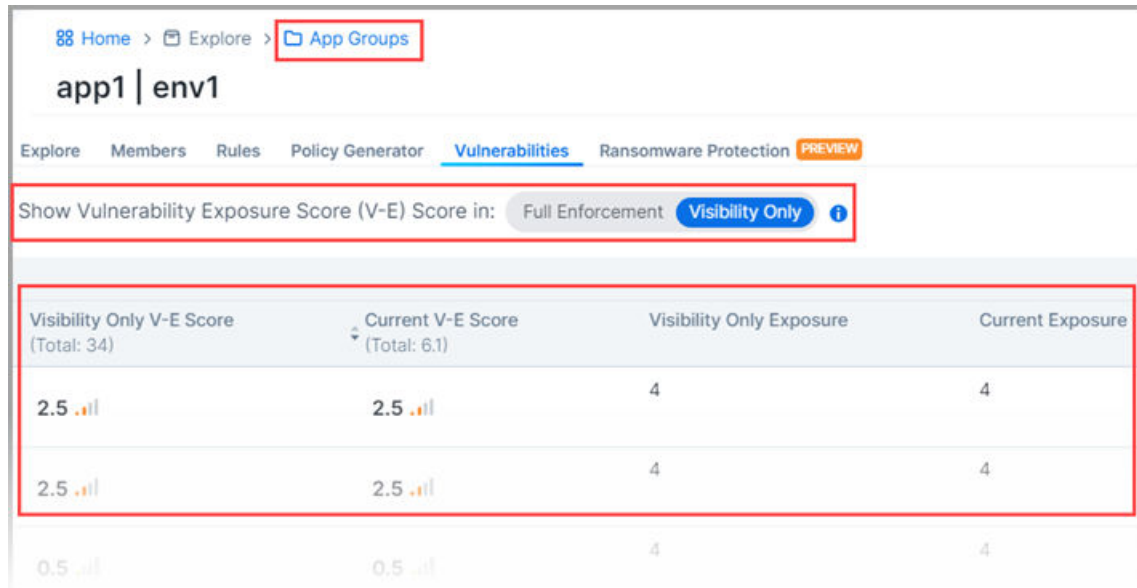 Home > Explore > App Groups
app1 | env1
Explore Members Rules Policy Generator Vulnerabilities Ransomware Protection PREVIEW
Show Vulnerability Exposure Score (V-E) Score in: Full Enforcement Visibility Only
Visibility Only V-E Score Current V-E Score Visibility Only Exposure Current Exposure
(Total: 34) (Total: 6.1)
2.5 2.5 4 4
2.5 2.5 4 4
0.5 0.5 4 4